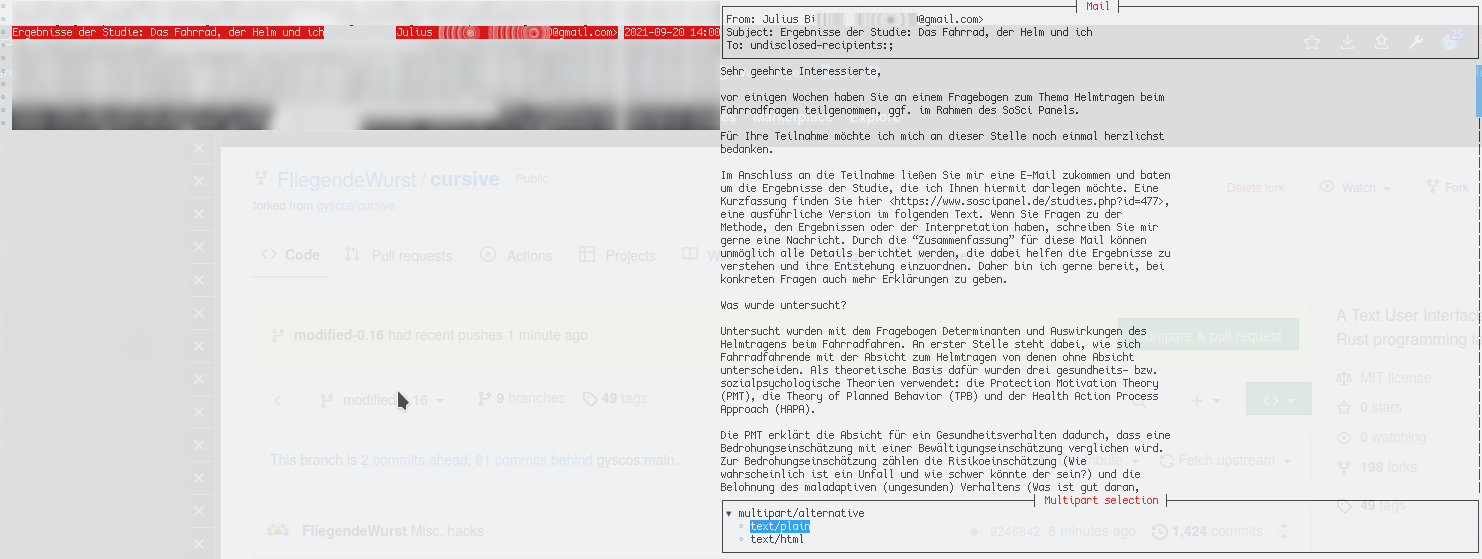 Ergebnisse der Studie: Das Fahrrad, der Helm und ich Julius @gmail.com> 2021-09-20 14:00
Mail
From: Julius Bi @gmail.com>
Subject: Ergebnisse der Studie: Das Fahrrad, der Helm und ich
To: undisclosed-recipients:;
25
Sehr geehrte Interessierte,
vor einigen Wochen haben Sie an einem Fragebogen zum Thema Helmtragen beim
Fahrradfragen teilgenommen, ggf. im Rahmen des SoSci Panels.
Marketplace Explore
Für Ihre Teilnahme möchte ich mich an dieser Stelle noch einmal herzlichst
bedanken.
Im Anschluss an die Teilnahme ließen Sie mir eine E-Mail zukommen und baten
um die Ergebnisse der Studie, die ich Ihnen hiermit darlegen möchte. Eine
Kurzfassung finden Sie hier <https://www.soscipanel.de/studies.php?id=477>,
eine ausführliche Version im folgenden Text. Wenn Sie Fragen zu der
Methode, den Ergebnissen oder der Interpretation haben, schreiben Sie mir
gerne eine Nachricht. Durch die “Zusammenfassung” für diese Mail können
unmöglich alle Details berichtet werden, die dabei helfen die Ergebnisse zu
verstehen und ihre Entstehung einzuordnen. Daher bin ich gerne bereit, bei
konkreten Fragen auch mehr Erklärungen zu geben.
Was wurde untersucht?
Untersucht wurden mit dem Fragebogen Determinanten und Auswirkungen des
Helmtragens beim Fahrradfahren. An erster Stelle steht dabei, wie sich
Fahrradfahrende mit der Absicht zum Helmtragen von denen ohne Absicht
unterscheiden. Als theoretische Basis dafür wurden drei gesundheits- bzw.
sozialpsychologische Theorien verwendet: die Protection Motivation Theory
(PMT), die Theory of Planned Behavior (TPB) und der Health Action Process
Approach (HAPA).
Die PMT erklärt die Absicht für ein Gesundheitsverhalten dadurch, dass eine
Bedrohungseinschätzung mit einer Bewältigungseinschätzung verglichen wird.
Zur Bedrohungseinschätzung zählen die Risikoeinschätzung (Wie
wahrscheinlich ist ein Unfall und wie schwer könnte der sein?) und die
Belohnung des maladaptiven (ungesunden) Verhaltens (Was ist gut daran,
Multipart selection
▼ multipart/alternative
◦ text/plain
◦ text/html
FliegendeWurst / cursive Public
forked from gyscos/cursive
Delete fork Watch Fork
Code Pull requests Actions Projects
modified-0.16 had recent pushes 1 minute ago
Compare & pull request
modified-0.16 9 branches 49 tags
This branch is 2 commits ahead, 81 commits behind gyscos:main.
Fetch upstream
FliegendeWurst Misc. hacks 9246842 8 minutes ago 1,424 commits
A Text User Interface
Rust programming
MIT license
0 stars
0 watching
198 forks
49 tags